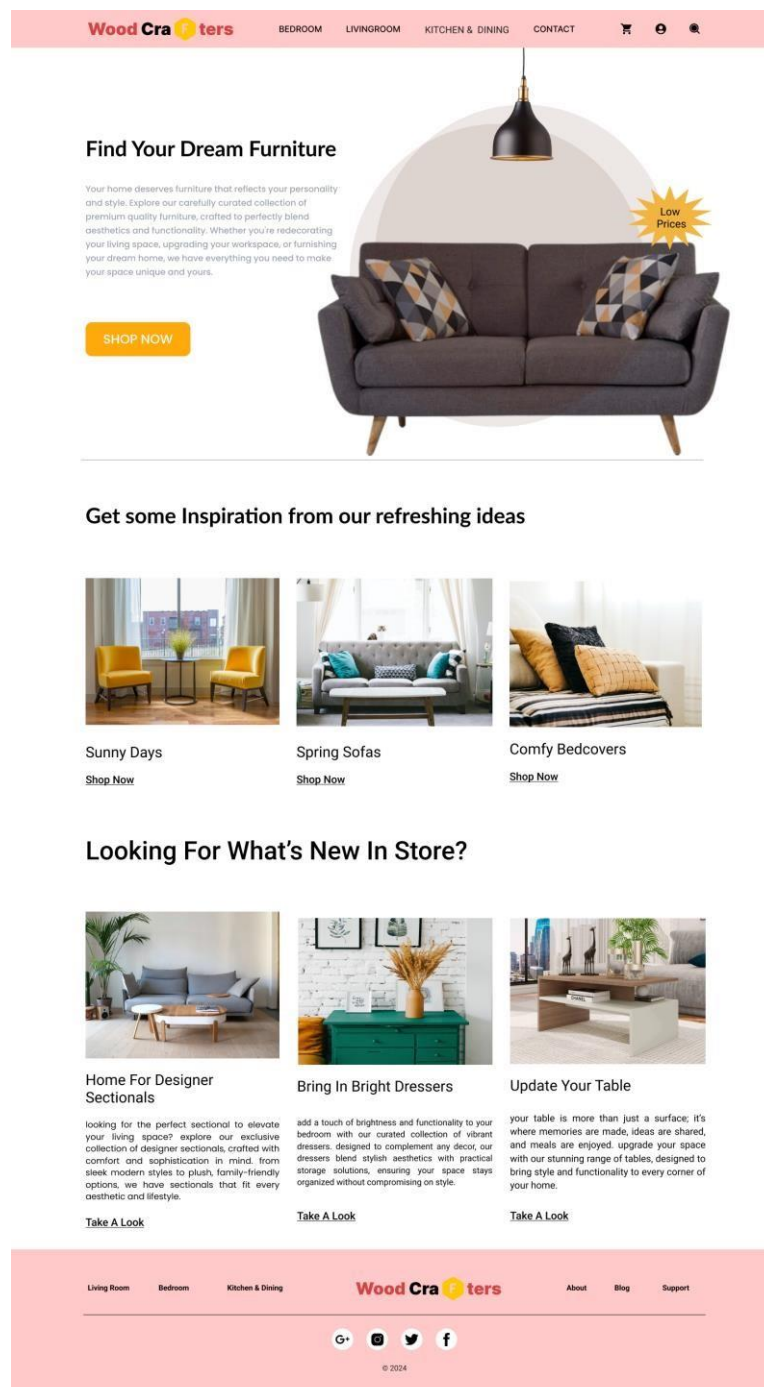 Wood Cra F ters
BEDROOM LIVINGROOM KITCHEN & DINING CONTACT
Find Your Dream Furniture
Your home deserves furniture that reflects your personality
and style. Explore our carefully curated collection of
premium quality furniture, crafted to perfectly blend
aesthetics and functionality. Whether you're redecorating
your living space, upgrading your workspace, or furnishing
your dream home, we have everything you need to make
your space unique and yours.
Low
Prices
SHOP NOW
Get some Inspiration from our refreshing ideas
Sunny Days
Shop Now
Spring Sofas
Shop Now
Comfy Bedcovers
Shop Now
Looking For What's New In Store?
CHANEL
Home For Designer
Sectionals
looking for the perfect sectional to elevate
your living space? explore our exclusive
collection of designer sectionals, crafted with
comfort and sophistication in mind. from
sleek modern styles to plush, family-friendly
options, we have sectionals that fit every
aesthetic and lifestyle.
Take A Look
Bring In Bright Dressers
add a touch of brightness and functionality to your
bedroom with our curated collection of vibrant
dressers. designed to complement any decor, our
dressers blend stylish aesthetics with practical
storage solutions, ensuring your space stays
organized without compromising on style.
Take A Look
Update Your Table
your table is more than just a surface; it's
where memories are made, ideas are shared,
and meals are enjoyed. upgrade your space
with our stunning range of tables, designed to
bring style and functionality to every corner of
your home.
Take A Look
Living Room Bedroom Kitchen & Dining
Wood Cra F ters
About Blog Support
G+ f
© 2024